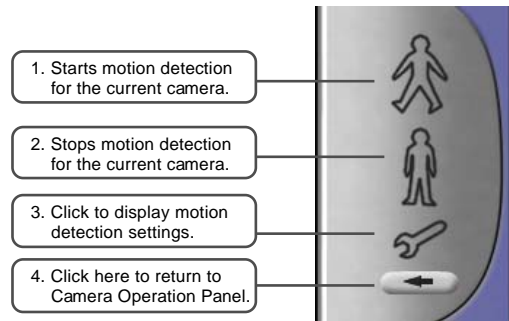 1. Starts motion detection
for the current camera.
2. Stops motion detection
for the current camera.
3. Click to display motion
detection settings.
4. Click here to return to
Camera Operation Panel.